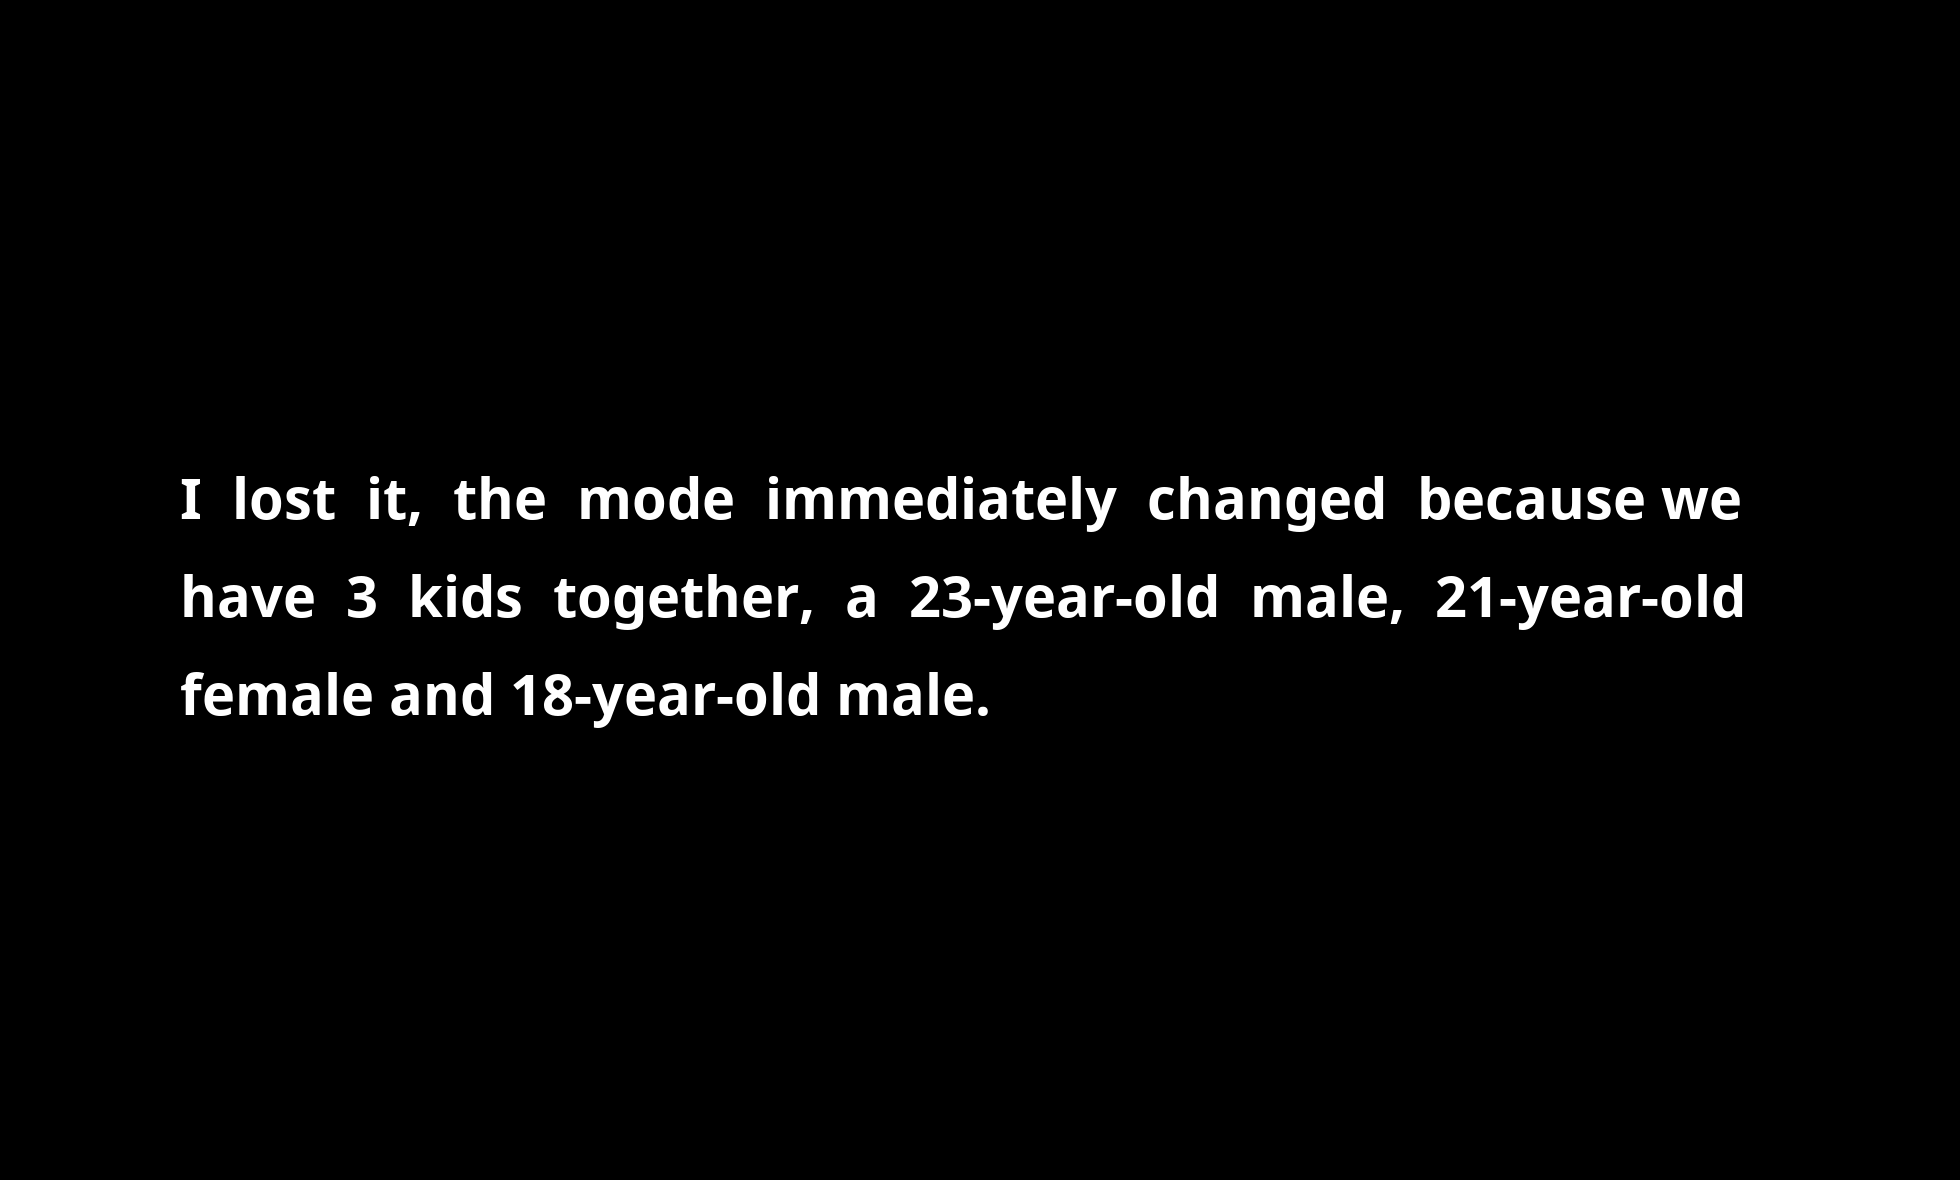 I lost it, the mode immediately changed because we
have 3 kids together, a 23-year-old male, 21-year-old
female and 18-year-old male.